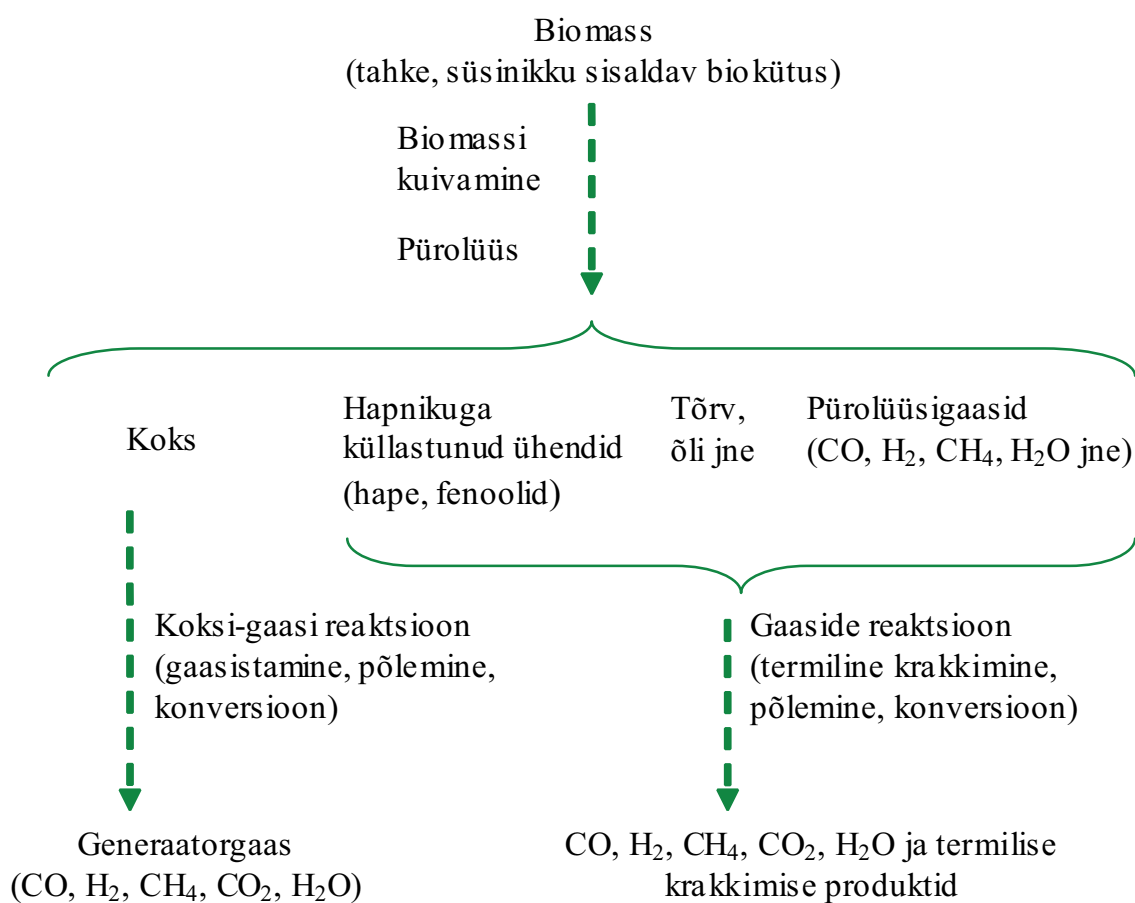 Biomass
(tahke, süsinikku sisaldav biokütus)
Biomassi
kuivamine
Pürolüüs
Koks
Hapnikuga
küllastunud ühendid
(hape, fenoolid)
Tõrv,
õli jne
Pürolüüsigaasid
(CO, H₂, CH₄, H₂O jne)
Koksi-gaasi reaktsioon
(gaasistamine, põlemine,
konversioon)
Gaaside reaktsioon
(termiline krakkimine,
põlemine, konversioon)
Generaatorgaas
(CO, H₂, CH₄, CO₂, H₂O)
CO, H₂, CH₄, CO₂, H₂O ja termilise
krakkimise produktid